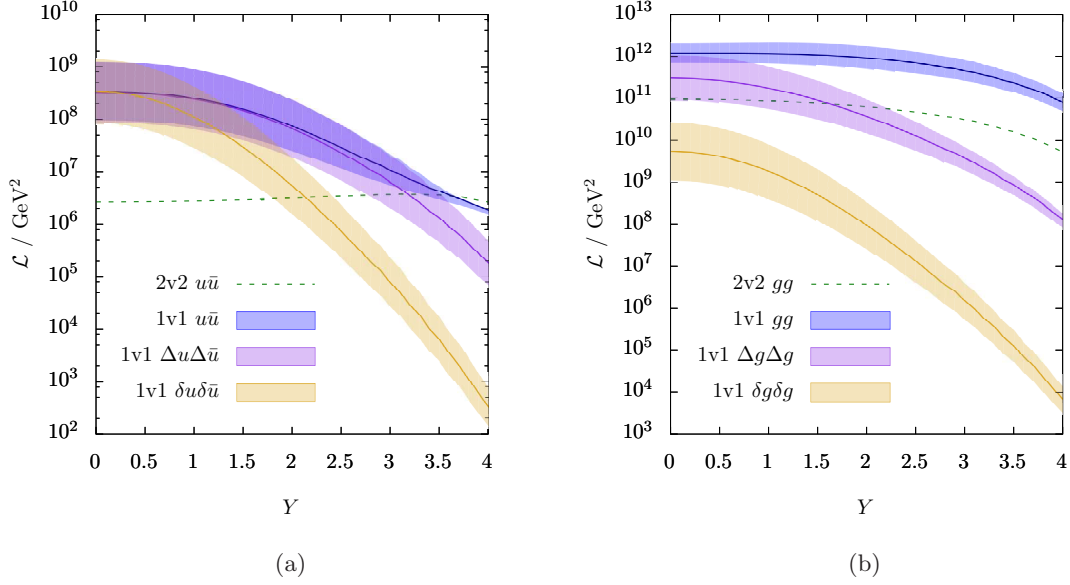 10^10
10^9
10^8
10^7
10^6
10^5
10^4
10^3
10^2
ℒ / GeV^2
2v2 uū
1v1 uū
1v1 ΔuΔū
1v1 δuδū
0 0.5 1 1.5 2 2.5 3 3.5 4
Y
(a)
10^13
10^12
10^11
10^10
10^9
10^8
10^7
10^6
10^5
10^4
10^3
ℒ / GeV^2
2v2 gg
1v1 gg
1v1 ΔgΔg
1v1 δgδg
0 0.5 1 1.5 2 2.5 3 3.5 4
Y
(b)